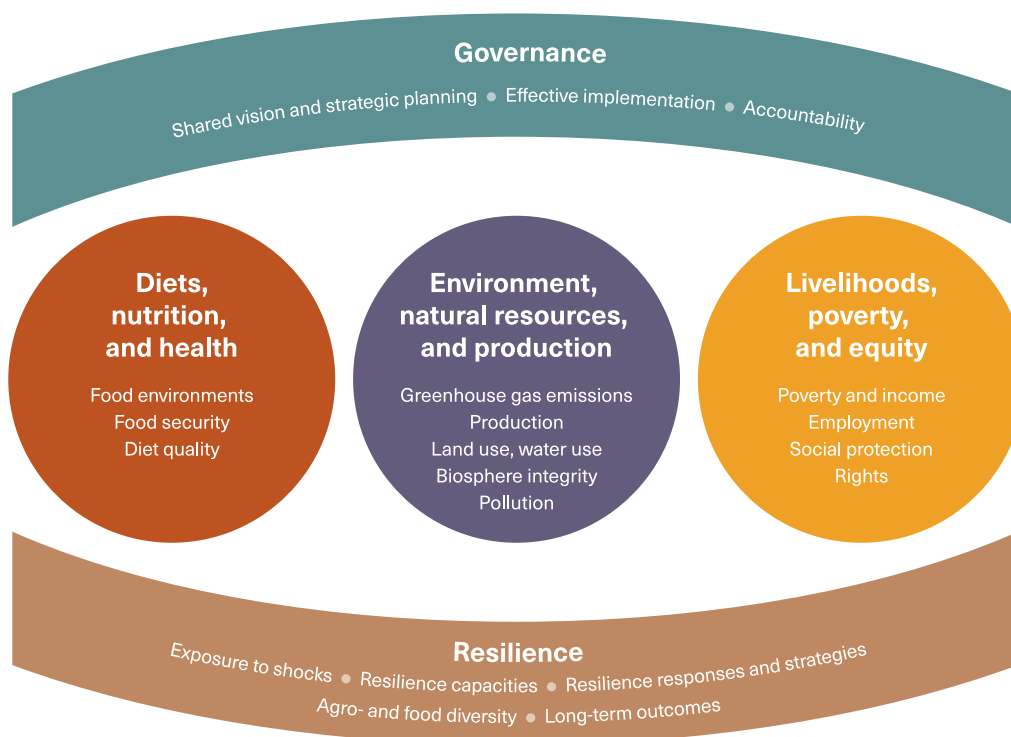 Governance
Shared vision and strategic planning • Effective implementation • Accountability
Diets,
nutrition,
and health
Food environments
Food security
Diet quality
Environment,
natural resources,
and production
Greenhouse gas emissions
Production
Land use, water use
Biosphere integrity
Pollution
Livelihoods,
poverty,
and equity
Poverty and income
Employment
Social protection
Rights
Resilience
Exposure to shocks • Resilience capacities • Resilience responses and strategies
Agro- and food diversity • Long-term outcomes